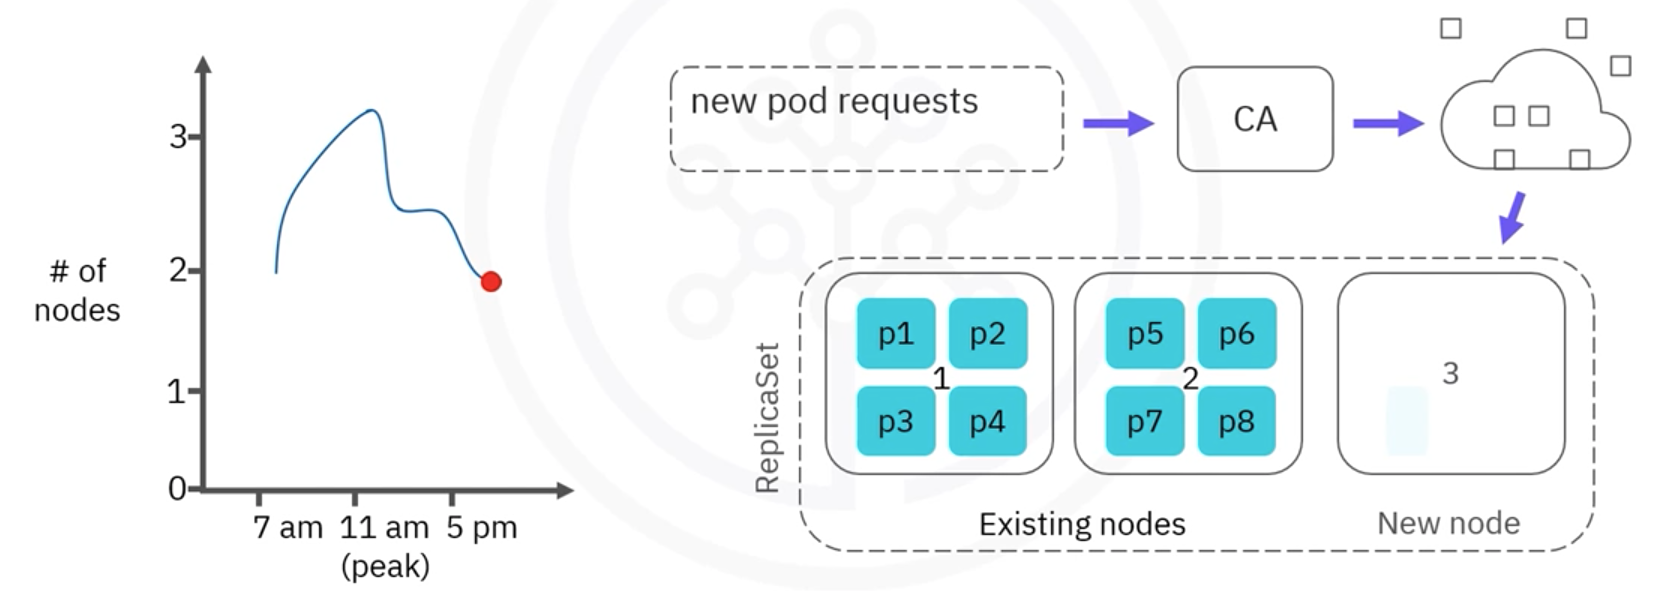 # of
nodes
3
2
1
0
7 am
11 am
(peak)
5 pm
new pod requests
CA
ReplicaSet
p1
p2
1
p3
p4
p5
p6
2
p7
p8
3
Existing nodes
New node